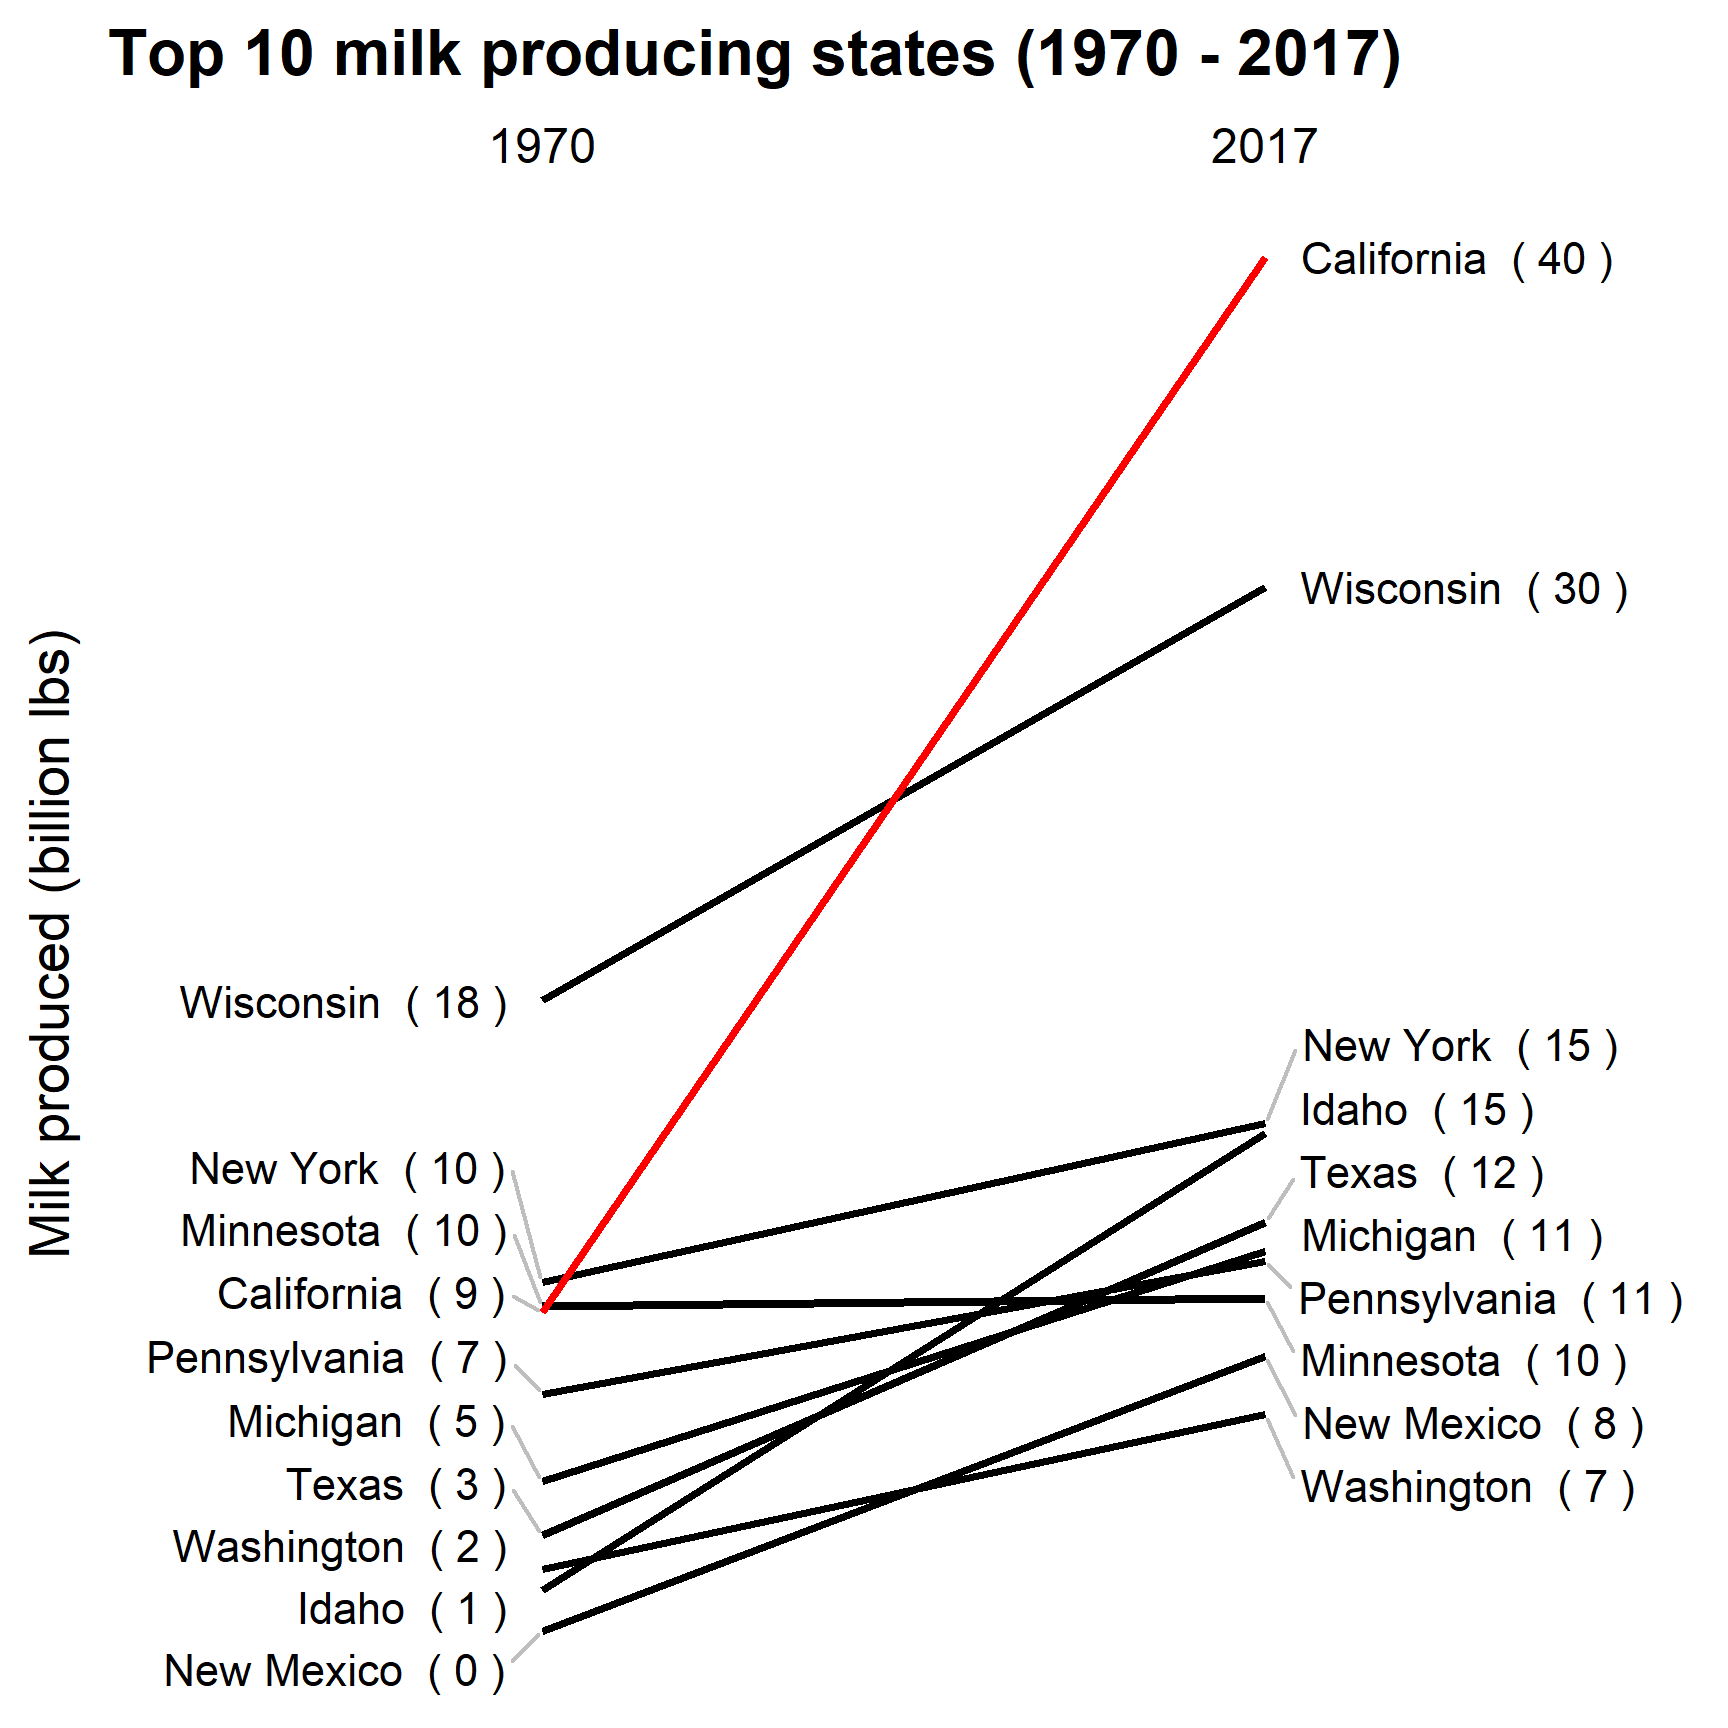 Top 10 milk producing states (1970 - 2017)
1970
2017
Milk produced (billion lbs)
Wisconsin ( 18 )
New York ( 10 )
Minnesota ( 10 )
California ( 9 )
Pennsylvania ( 7 )
Michigan ( 5 )
Texas ( 3 )
Washington ( 2 )
Idaho ( 1 )
New Mexico ( 0 )
California ( 40 )
Wisconsin ( 30 )
New York ( 15 )
Idaho ( 15 )
Texas ( 12 )
Michigan ( 11 )
Pennsylvania ( 11 )
Minnesota ( 10 )
New Mexico ( 8 )
Washington ( 7 )